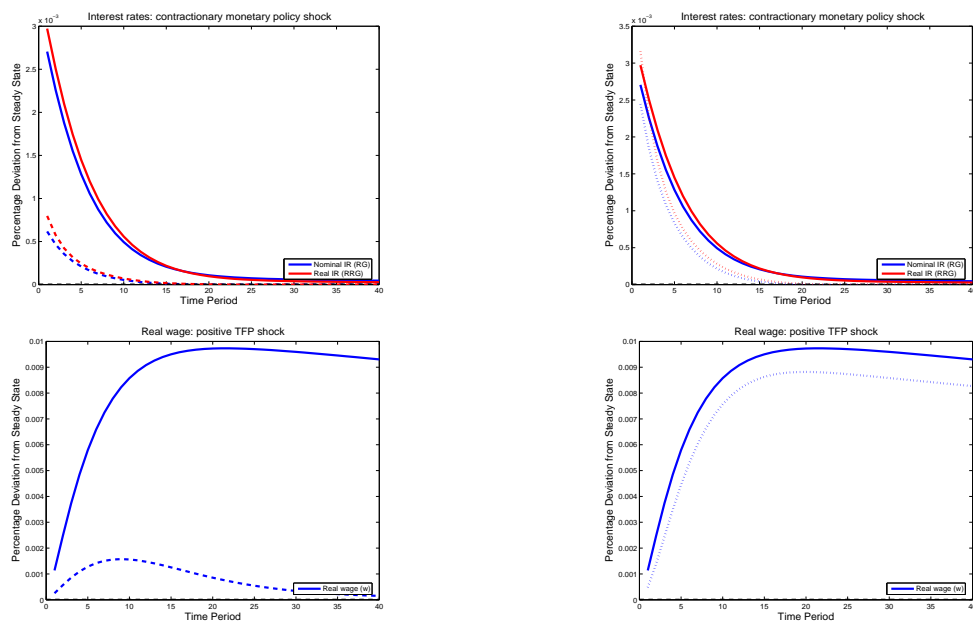 Interest rates: contractionary monetary policy shock
x 10⁻³
3
2.5
2
1.5
1
0.5
0
Percentage Deviation from Steady State
Nominal IR (RG)
Real IR (RRG)
0 5 10 15 20 25 30 35 40
Time Period
Interest rates: contractionary monetary policy shock
x 10⁻³
3.5
3
2.5
2
1.5
1
0.5
0
Percentage Deviation from Steady State
Nominal IR (RG)
Real IR (RRG)
0 5 10 15 20 25 30 35 40
Time Period
Real wage: positive TFP shock
0.01
0.009
0.008
0.007
0.006
0.005
0.004
0.003
0.002
0.001
0
Percentage Deviation from Steady State
Real wage (w)
0 5 10 15 20 25 30 35 40
Time Period
Real wage: positive TFP shock
0.01
0.009
0.008
0.007
0.006
0.005
0.004
0.003
0.002
0.001
0
Percentage Deviation from Steady State
Real wage (w)
0 5 10 15 20 25 30 35 40
Time Period